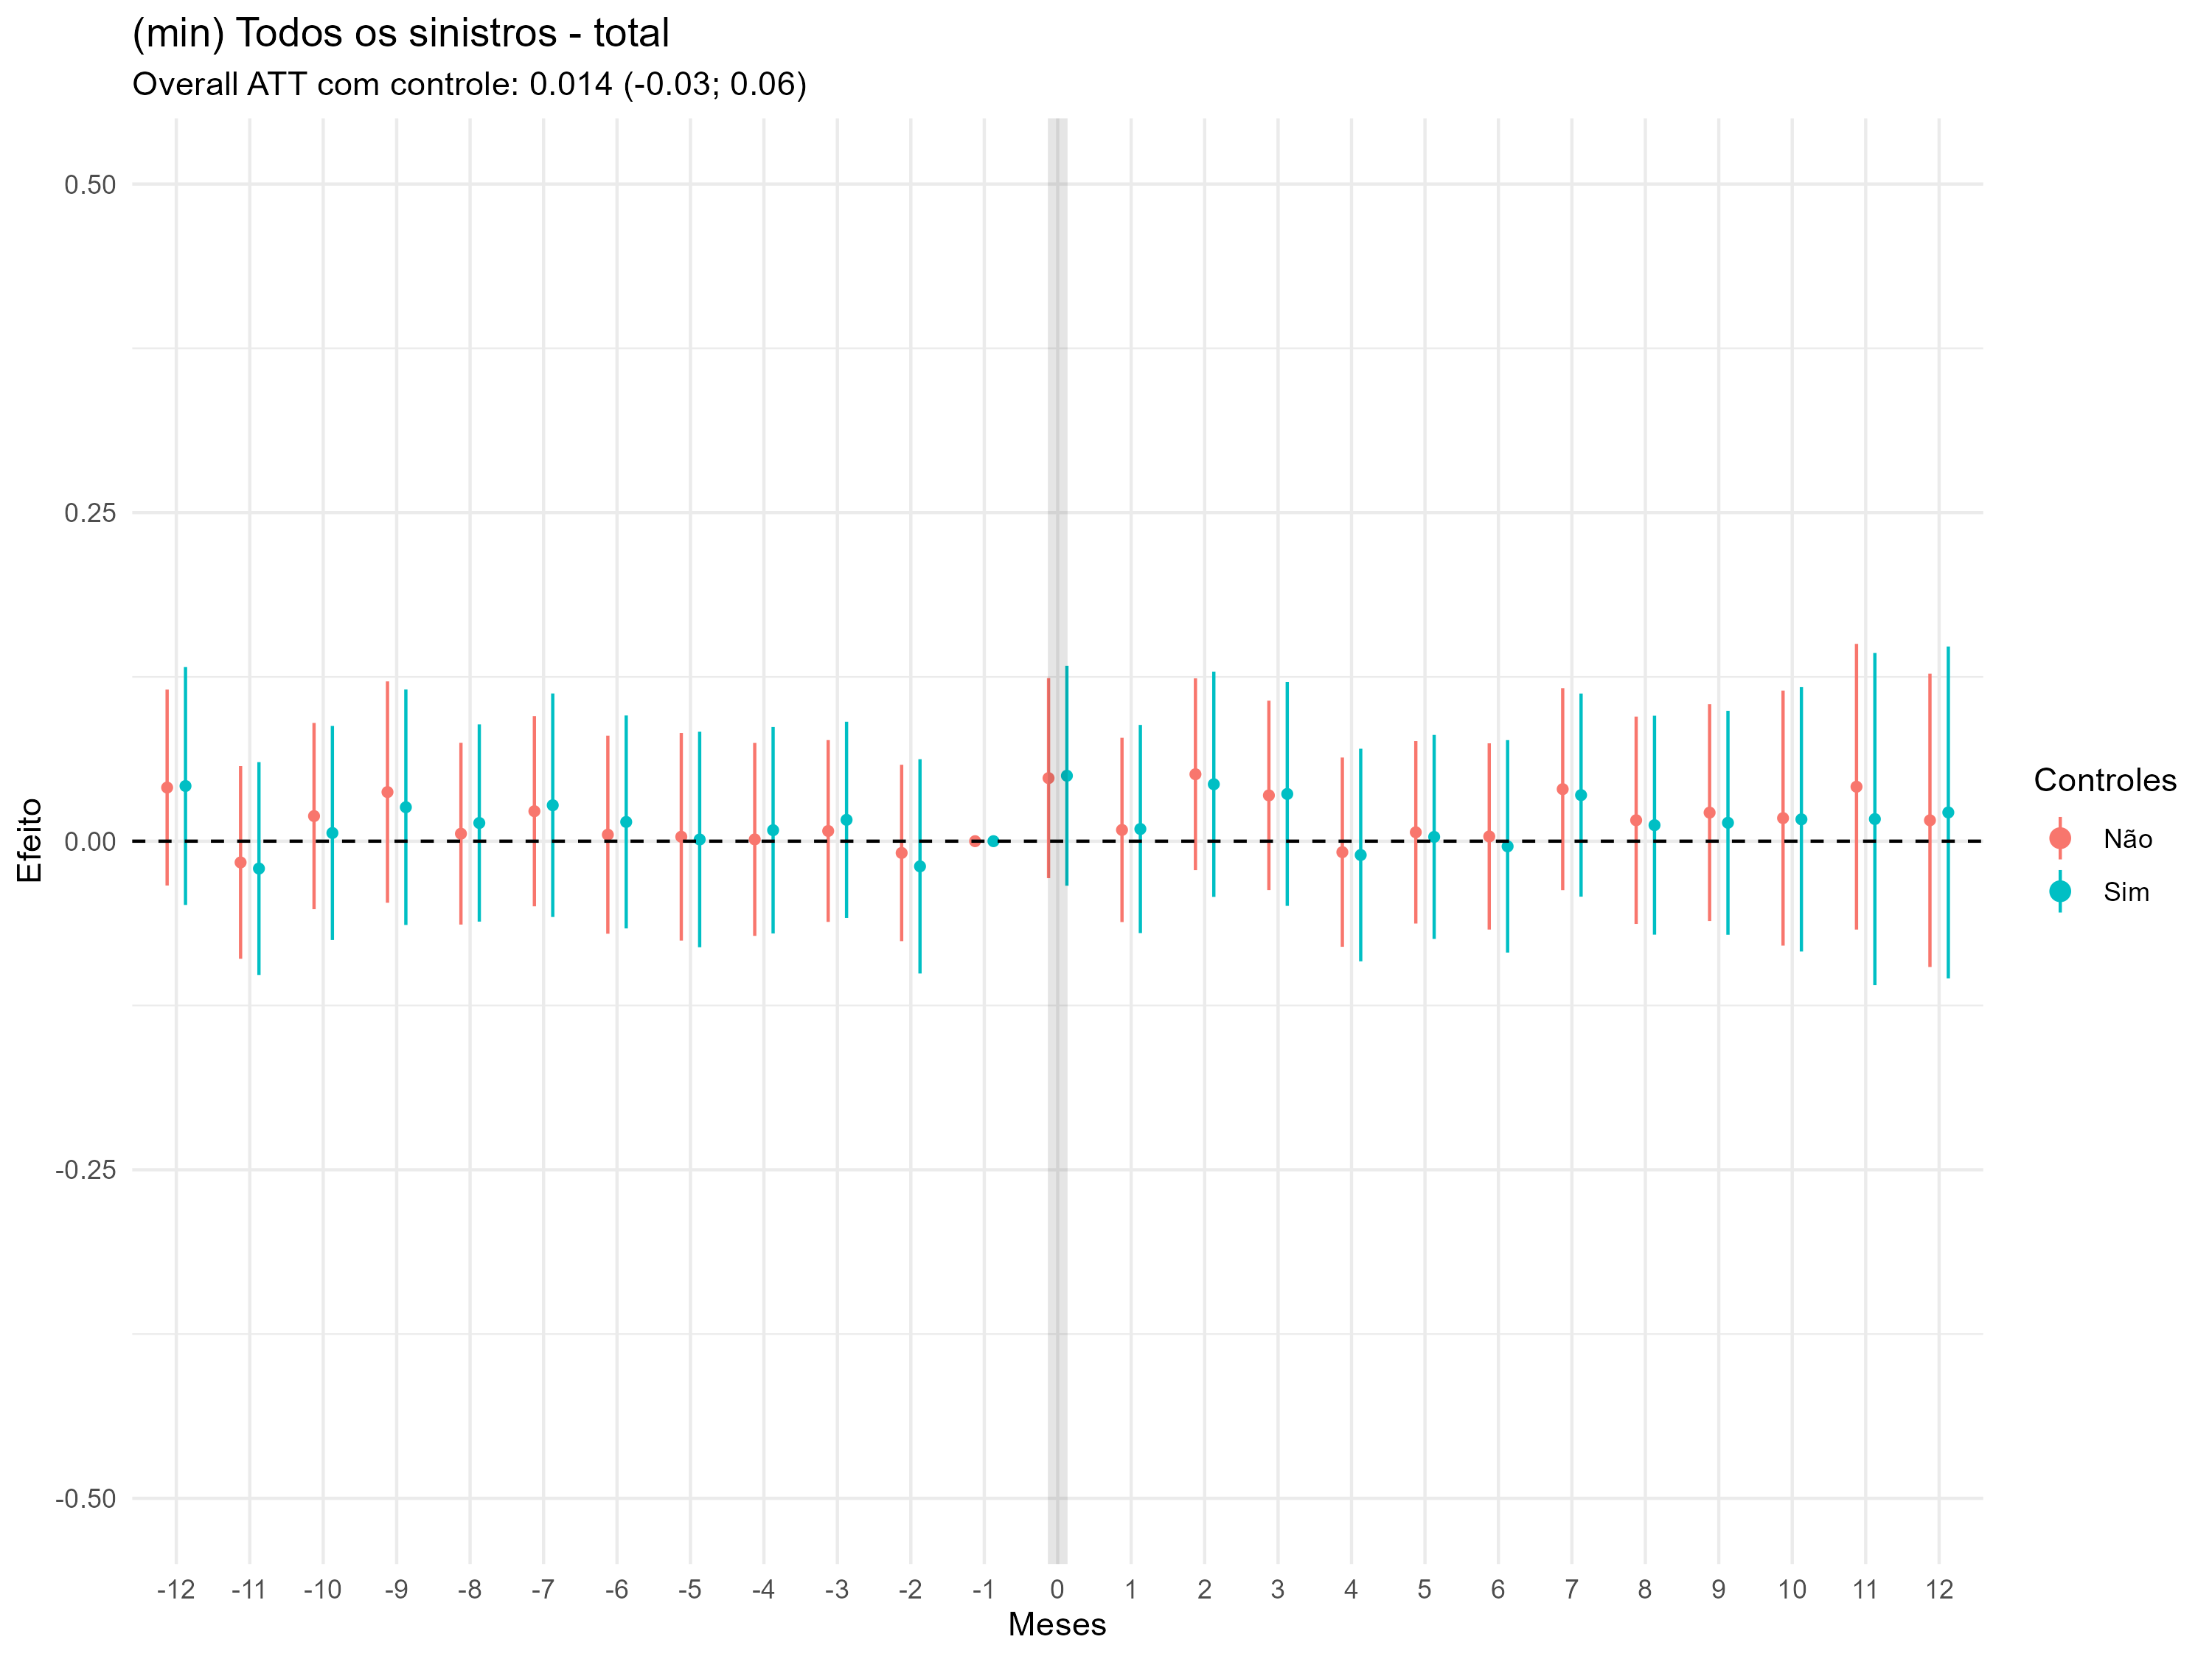 (min) Todos os sinistros - total
Overall ATT com controle: 0.014 (-0.03; 0.06)
Efeito
0.50
0.25
0.00
-0.25
-0.50
-12 -11 -10 -9 -8 -7 -6 -5 -4 -3 -2 -1 0 1 2 3 4 5 6 7 8 9 10 11 12
Meses
Controles
Não
Sim